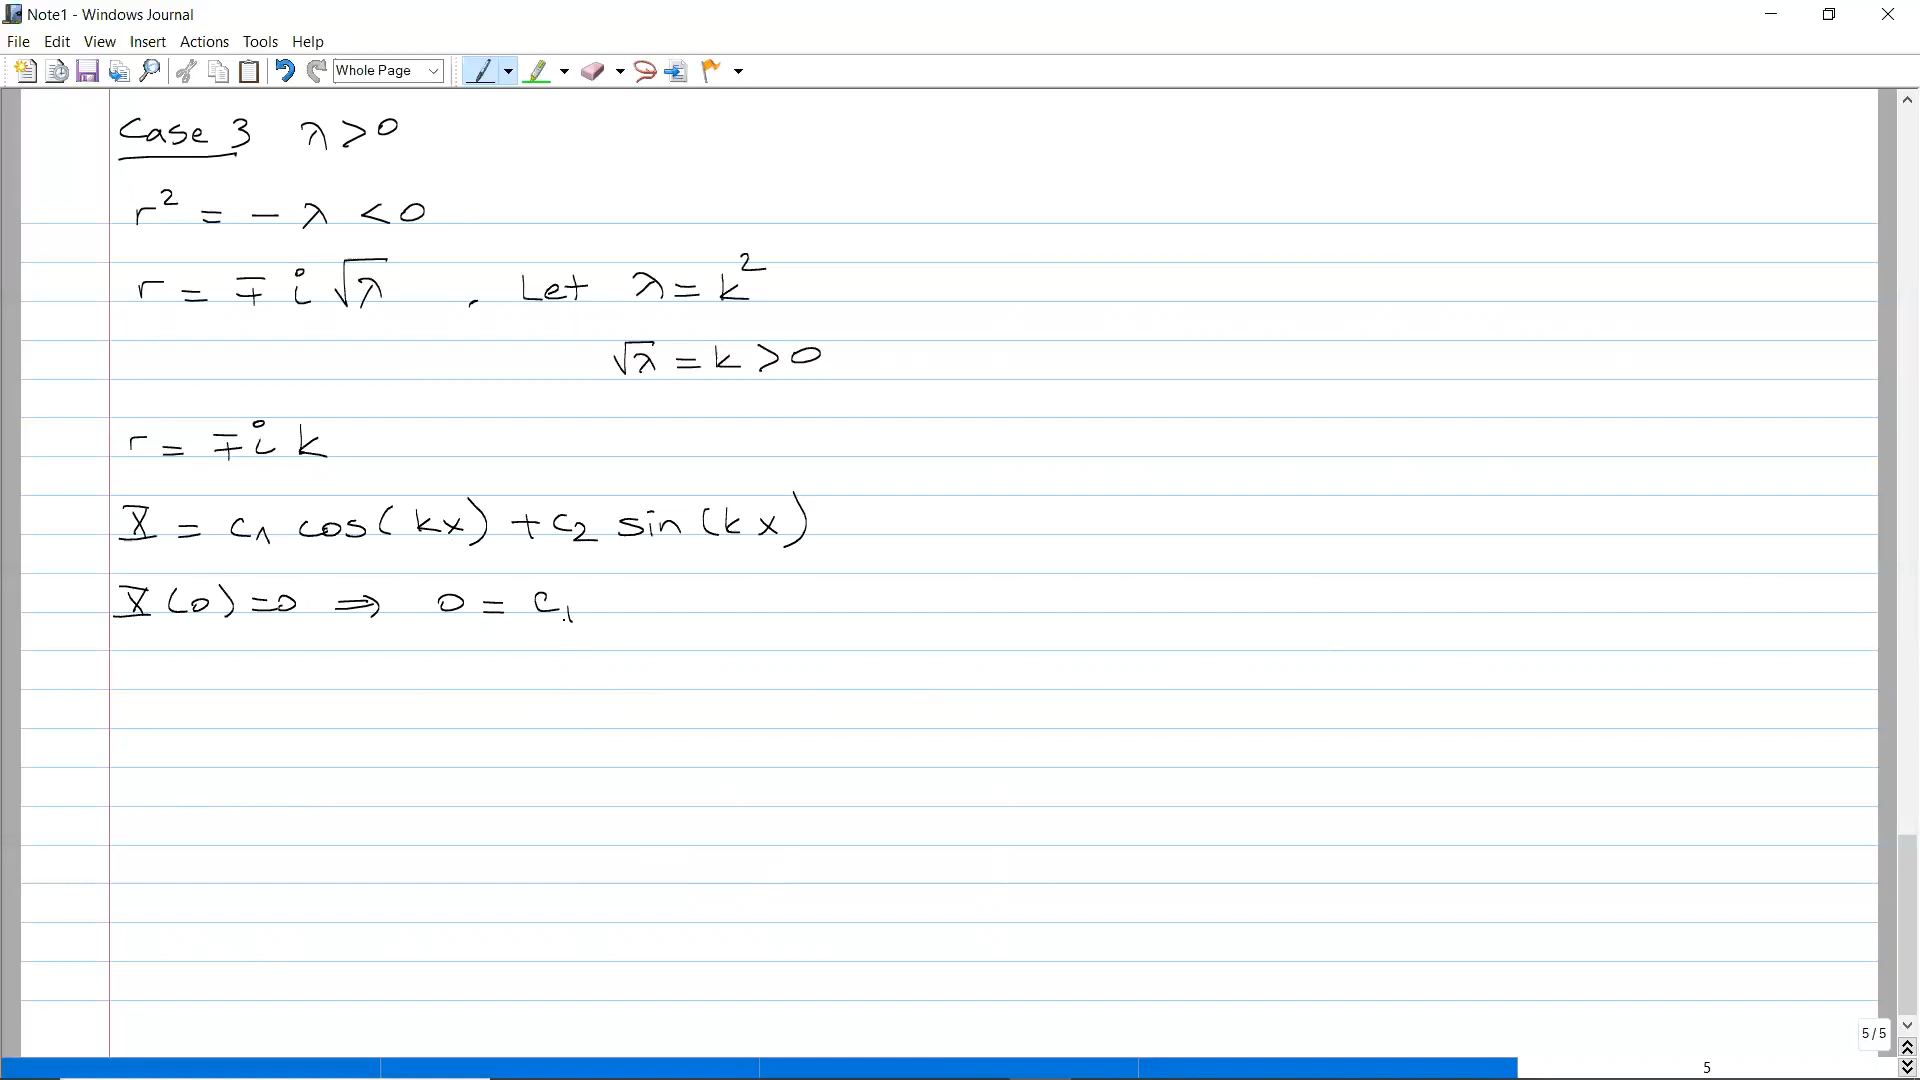 Note1 - Windows Journal
File Edit View Insert Actions Tools Help
Whole Page
Case 3 λ > 0
r² = - λ < 0
r = ∓ i √λ . Let λ = k²
√λ = k > 0
r = ∓ i k
X = c₁ cos(kx) + c₂ sin(kx)
X(0) = 0 ⇒ 0 = c₁
5 / 5
5